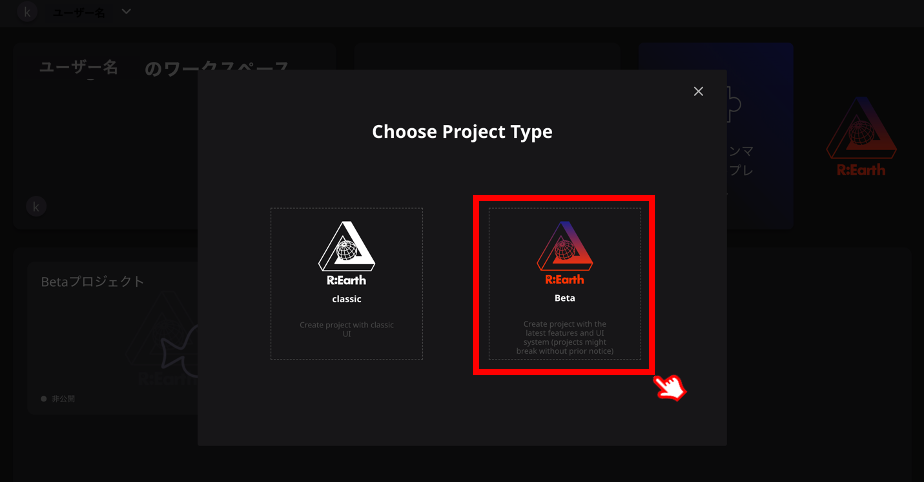 k ユーザー名
ユーザー名 のワークスペース
Choose Project Type
ンマ
プレ
R:Earth
k
R:Earth
classic
Create project with classic
UI
R:Earth
Beta
Create project with the
latest features and UI
system (projects might
break without prior notice)
Betaプロジェクト
R:Eart
非公開